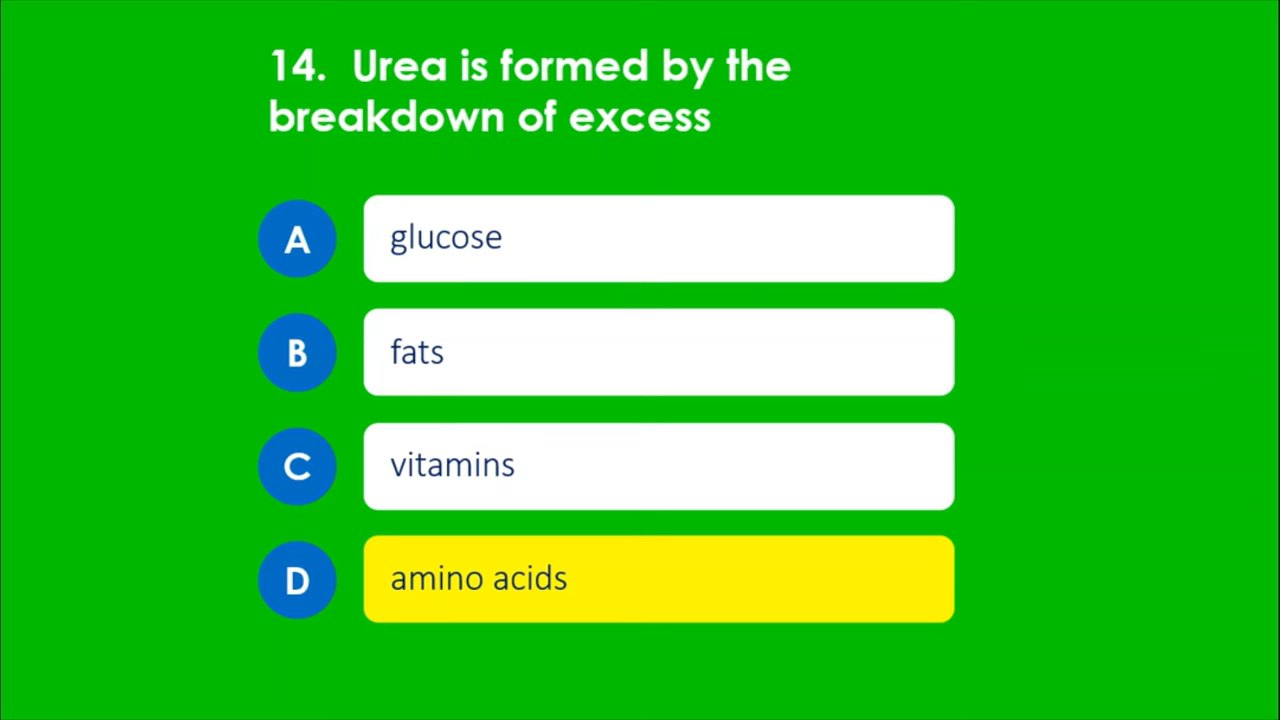 14. Urea is formed by the
breakdown of excess
A glucose
B fats
C vitamins
D amino acids